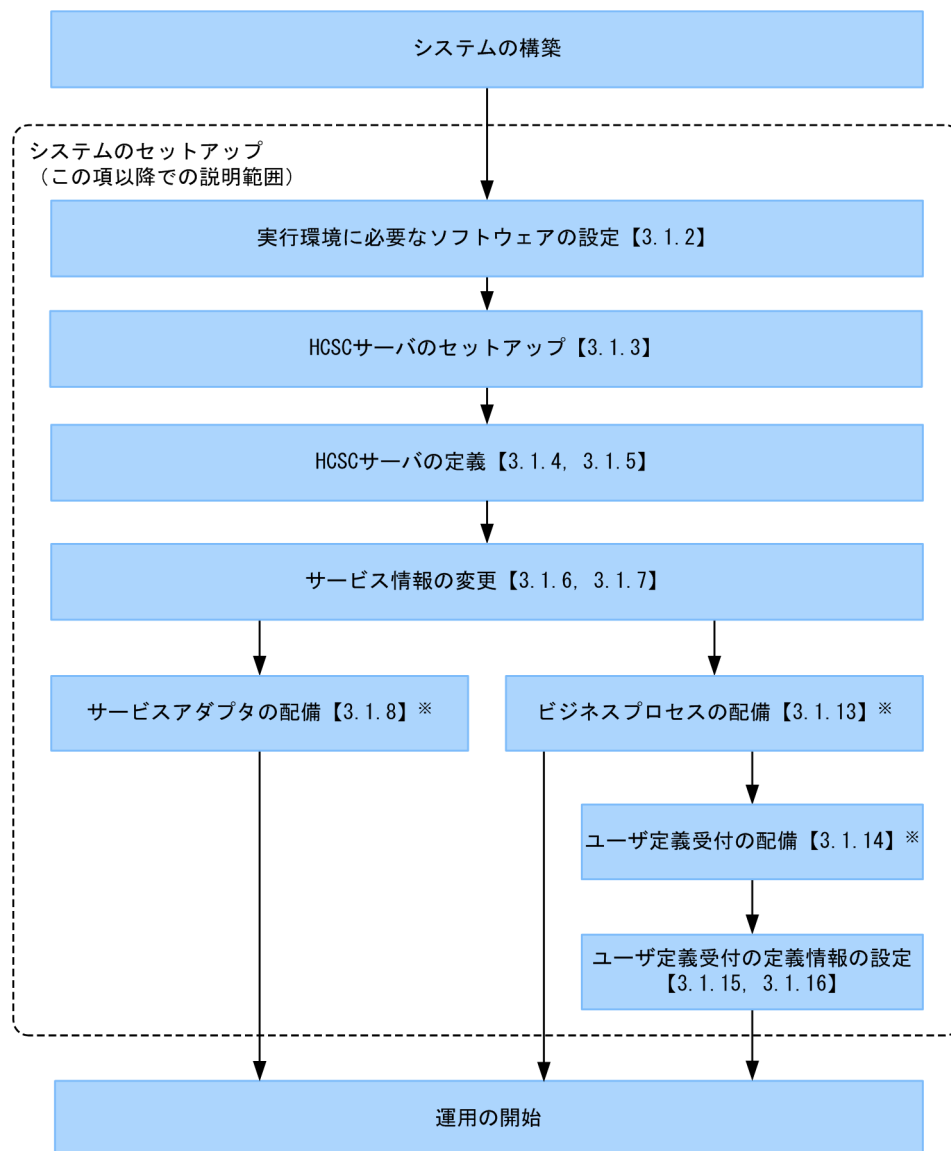 システムの構築
システムのセットアップ
（この項以降での説明範囲）
実行環境に必要なソフトウェアの設定【3.1.2】
HCSCサーバのセットアップ【3.1.3】
HCSCサーバの定義【3.1.4, 3.1.5】
サービス情報の変更【3.1.6, 3.1.7】
サービスアダプタの配備【3.1.8】※
ビジネスプロセスの配備【3.1.13】※
ユーザ定義受付の配備【3.1.14】※
ユーザ定義受付の定義情報の設定
【3.1.15, 3.1.16】
運用の開始